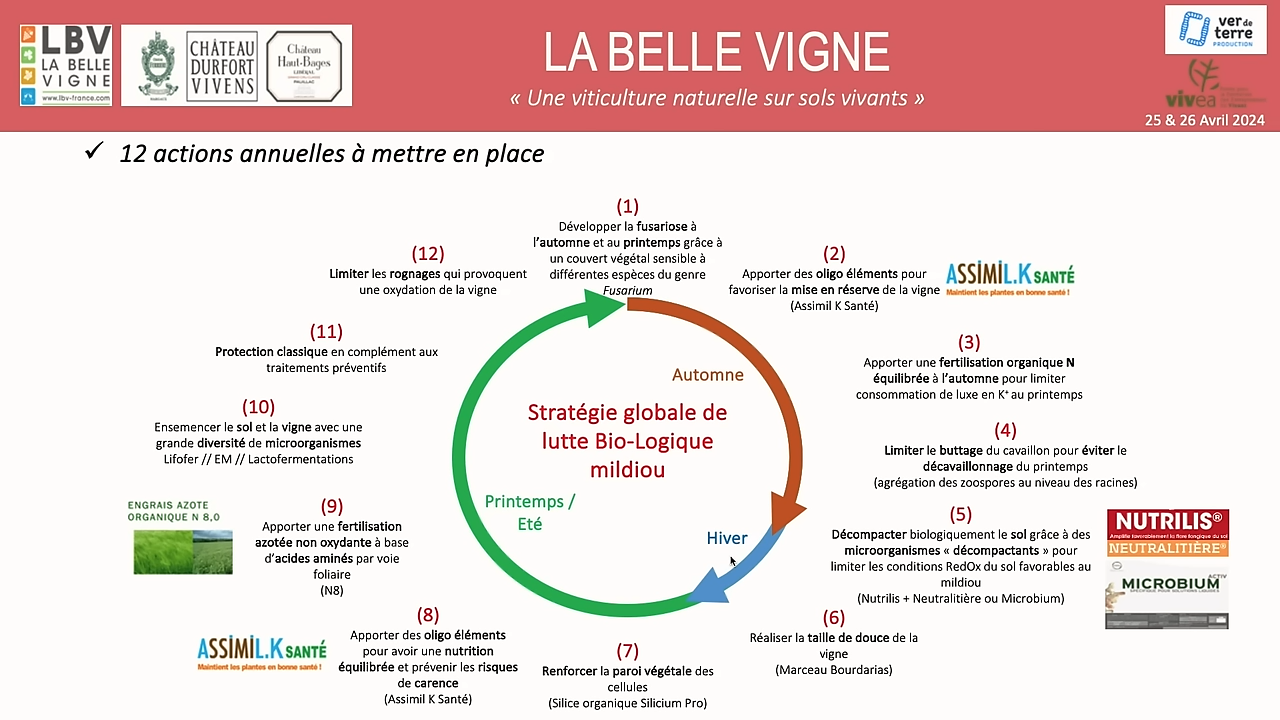 LBV
LA BELLE
VIGNE
www.lbv-france.com
CHÂTEAU
DURFORT
VIVENS
Château
Haut-Bages
LIBÉRAL
PAUILLAC
LA BELLE VIGNE
« Une viticulture naturelle sur sols vivants »
ver de
terre
PRODUCTION
vivea
25 & 26 Avril 2024
✓ 12 actions annuelles à mettre en place
(1)
Développer la fusariose à
l'automne et au printemps grâce à
un couvert végétal sensible à
différentes espèces du genre
Fusarium
(2)
Apporter des oligo éléments pour
favoriser la mise en réserve de la vigne
(Assimil K Santé)
ASSIMIL.K SANTÉ
Maintient les plantes en bonne santé !
(3)
Apporter une fertilisation organique N
équilibrée à l'automne pour limiter
consommation de luxe en K⁺ au printemps
(4)
Limiter le buttage du cavaillon pour éviter le
décavaillonnage du printemps
(agrégation des zoospores au niveau des racines)
(5)
Décompacter biologiquement le sol grâce à des
microorganismes « décompactants » pour
limiter les conditions RedOx du sol favorables au
mildiou
(Nutrilis + Neutralitière ou Microbium)
NUTRILIS®
Amplifie favorablement la flore fongique du sol
NEUTRALITIÈRE®
MICROBIUM ACTIV
(6)
Réaliser la taille de douce de la
vigne
(Marceau Bourdarias)
(7)
Renforcer la paroi végétale des
cellules
(Silice organique Silicium Pro)
(8)
Apporter des oligo éléments
pour avoir une nutrition
équilibrée et prévenir les risques
de carence
(Assimil K Santé)
ASSIMIL.K SANTÉ
Maintient les plantes en bonne santé !
(9)
Apporter une fertilisation
azotée non oxydante à base
d'acides aminés par voie
foliaire
(N8)
ENGRAIS AZOTE
ORGANIQUE N 8,0
(10)
Ensemencer le sol et la vigne avec une
grande diversité de microorganismes
Lifofer // EM // Lactofermentations
(11)
Protection classique en complément aux
traitements préventifs
(12)
Limiter les rognages qui provoquent
une oxydation de la vigne
Automne
Stratégie globale de
lutte Bio-Logique
mildiou
Printemps /
Eté
Hiver